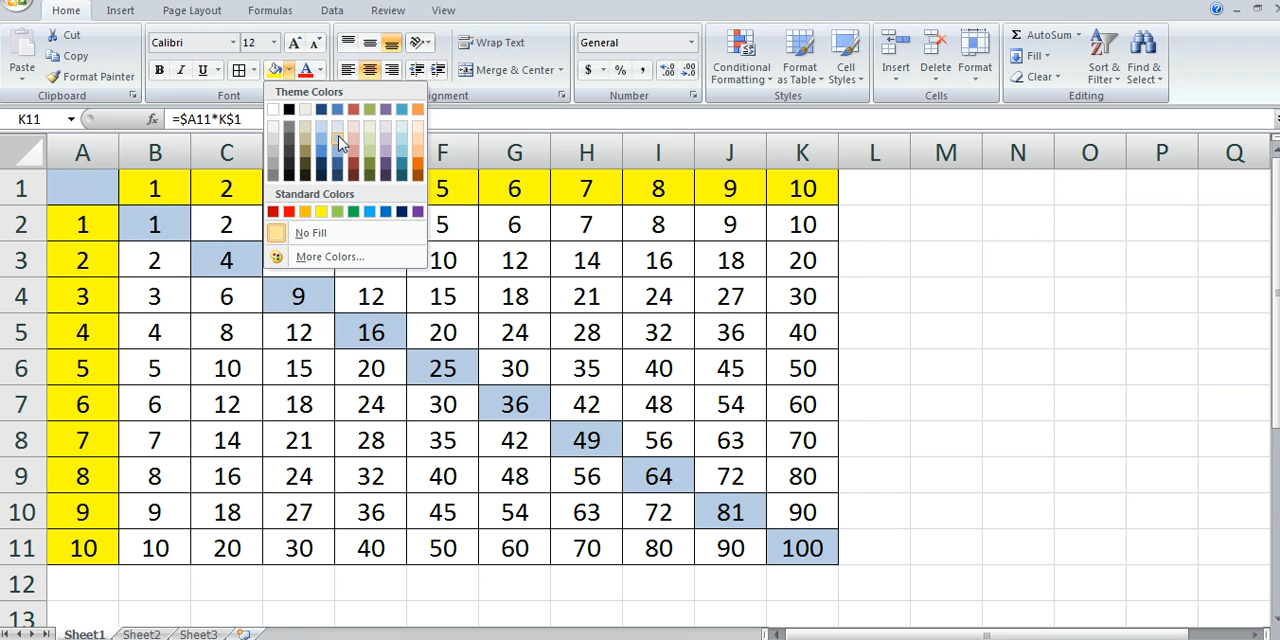 Home Insert Page Layout Formulas Data Review View
Cut
Copy
Format Painter
Paste
Calibri 12
B I U
Wrap Text
Merge & Center
General
$ % ,
Conditional Formatting
Format as Table
Cell Styles
Insert Delete Format
Σ AutoSum
Fill
Clear
Sort & Filter
Find & Select
Clipboard Font lignment Number Styles Cells Editing
K11 fx =$A11*K$1
Theme Colors
Standard Colors
No Fill
More Colors...
A B C F G H I J K L M N O P Q
1 1 2 5 6 7 8 9 10
2 1 1 2 5 6 7 8 9 10
3 2 2 4 10 12 14 16 18 20
4 3 3 6 9 12 15 18 21 24 27 30
5 4 4 8 12 16 20 24 28 32 36 40
6 5 5 10 15 20 25 30 35 40 45 50
7 6 6 12 18 24 30 36 42 48 54 60
8 7 7 14 21 28 35 42 49 56 63 70
9 8 8 16 24 32 40 48 56 64 72 80
10 9 9 18 27 36 45 54 63 72 81 90
11 10 10 20 30 40 50 60 70 80 90 100
12
13
Sheet1 Sheet2 Sheet3